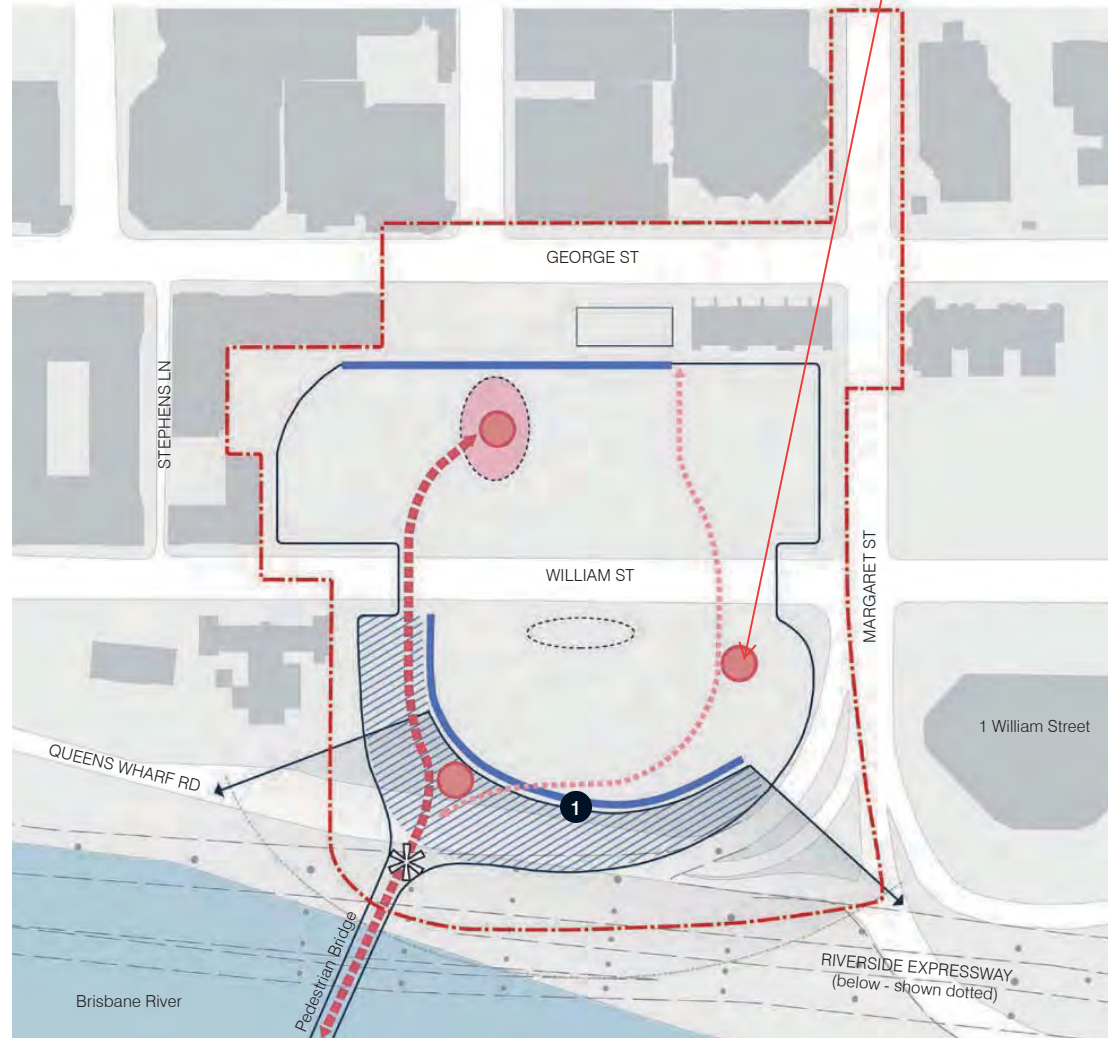 GEORGE ST
STEPHENS LN
WILLIAM ST
MARGARET ST
1 William Street
QUEENS WHARF RD
1
Pedestrian Bridge
RIVERSIDE EXPRESSWAY
(below - shown dotted)
Brisbane River